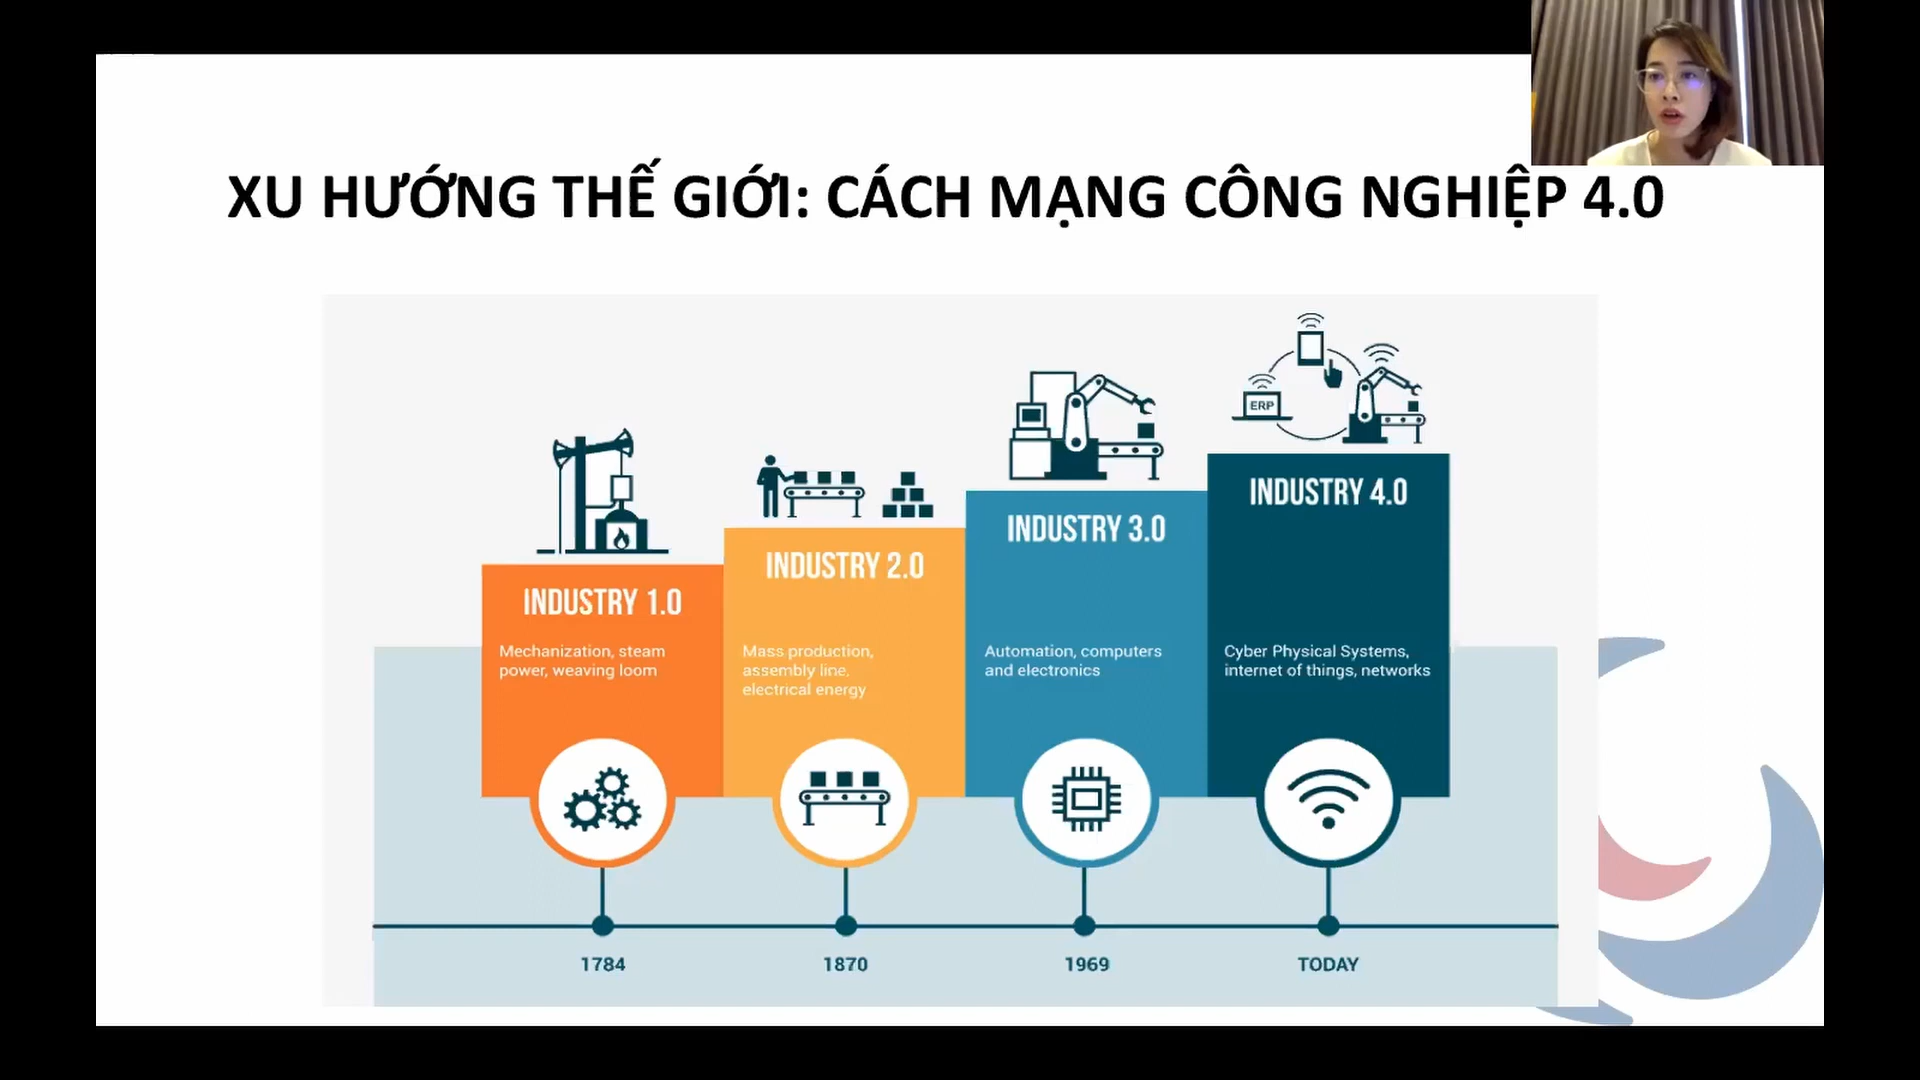 XU HƯỚNG THẾ GIỚI: CÁCH MẠNG CÔNG NGHIỆP 4.0
ERP
INDUSTRY 1.0
Mechanization, steam
power, weaving loom
INDUSTRY 2.0
Mass production,
assembly line,
electrical energy
INDUSTRY 3.0
Automation, computers
and electronics
INDUSTRY 4.0
Cyber Physical Systems,
internet of things, networks
1784
1870
1969
TODAY